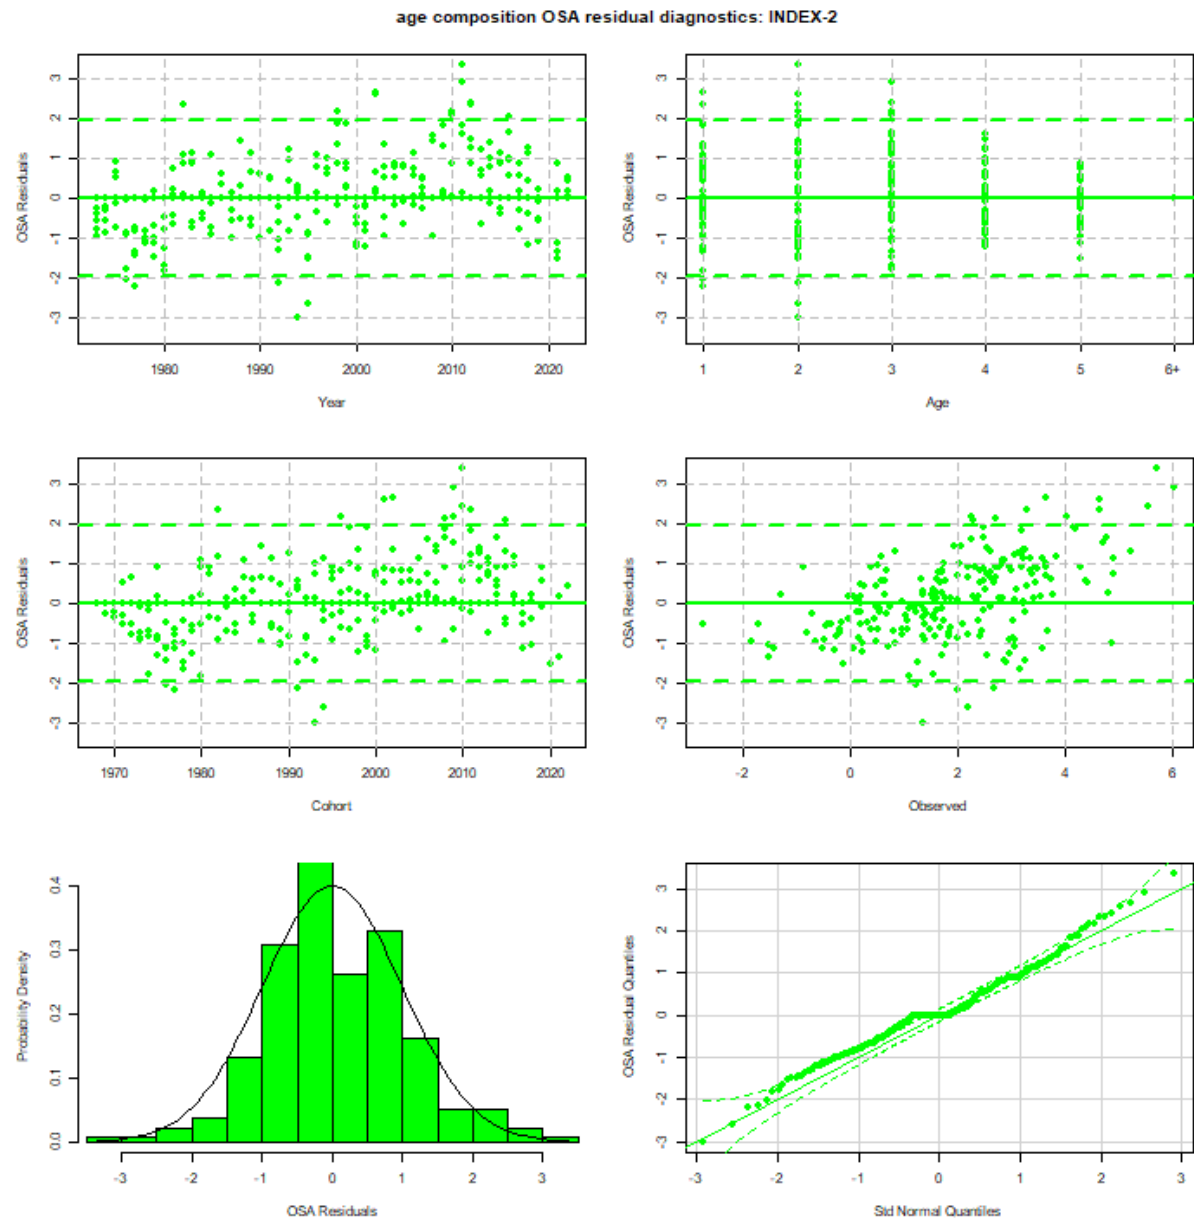 age composition OSA residual diagnostics: INDEX-2
OSA Residuals
3
2
1
0
-1
-2
-3
1980 1990 2000 2010 2020
Year
OSA Residuals
3
2
1
0
-1
-2
-3
1 2 3 4 5 6+
Age
OSA Residuals
3
2
1
0
-1
-2
-3
1970 1980 1990 2000 2010 2020
Cohort
OSA Residuals
3
2
1
0
-1
-2
-3
-2 0 2 4 6
Observed
Probability Density
0.4
0.3
0.2
0.1
0.0
-3 -2 -1 0 1 2 3
OSA Residuals
OSA Residual Quantiles
3
2
1
0
-1
-2
-3
-3 -2 -1 0 1 2 3
Std Normal Quantiles